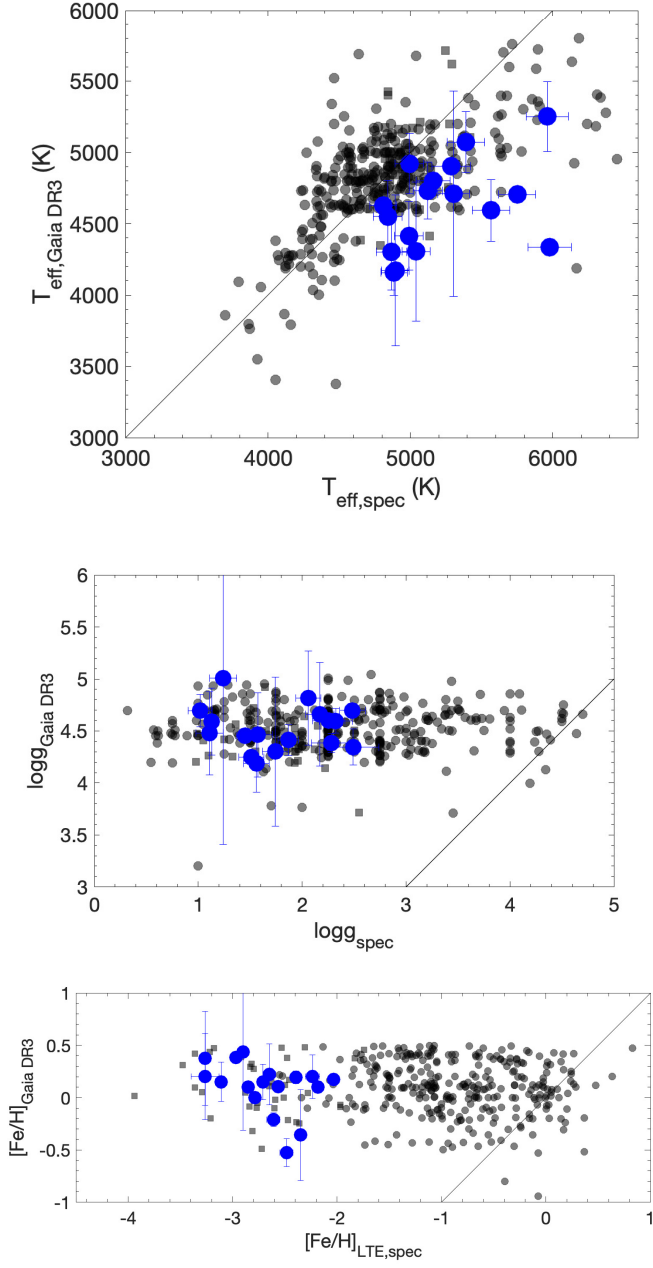 6000
5500
5000
4500
4000
3500
3000
T_eff,Gaia DR3 (K)
3000 4000 5000 6000
T_eff,spec (K)
6
5.5
5
4.5
4
3.5
3
logg_Gaia DR3
0 1 2 3 4 5
logg_spec
1
0.5
0
-0.5
-1
[Fe/H]_Gaia DR3
-4 -3 -2 -1 0 1
[Fe/H]_LTE,spec